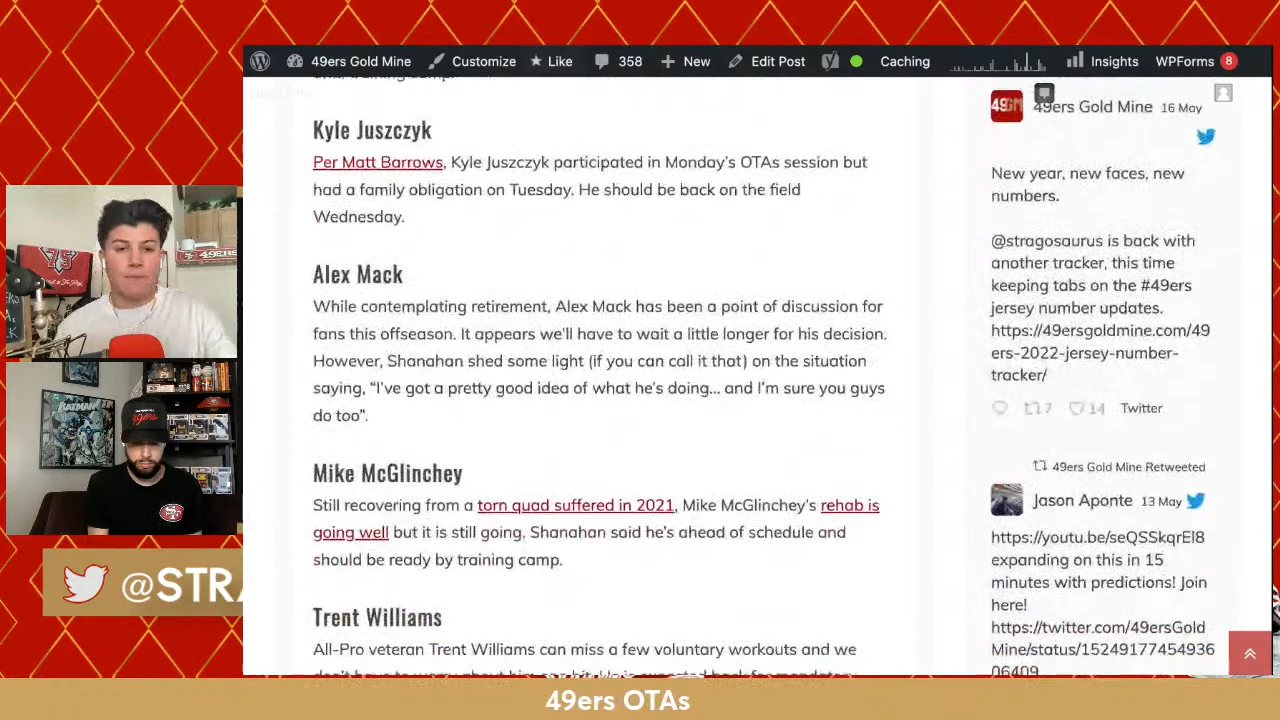 49ers Gold Mine Customize Like 358 New Edit Post Caching Insights WPForms 8
Kyle Juszczyk
Per Matt Barrows, Kyle Juszczyk participated in Monday's OTAs session but
had a family obligation on Tuesday. He should be back on the field
Wednesday.
Alex Mack
While contemplating retirement, Alex Mack has been a point of discussion for
fans this offseason. It appears we'll have to wait a little longer for his decision.
However, Shanahan shed some light (if you can call it that) on the situation
saying, “I've got a pretty good idea of what he's doing... and I'm sure you guys
do too”.
Mike McGlinchey
Still recovering from a torn quad suffered in 2021, Mike McGlinchey's rehab is
going well but it is still going. Shanahan said he's ahead of schedule and
should be ready by training camp.
Trent Williams
All-Pro veteran Trent Williams can miss a few voluntary workouts and we
49ers Gold Mine 16 May
New year, new faces, new
numbers.
@stragosaurus is back with
another tracker, this time
keeping tabs on the #49ers
jersey number updates.
https://49ersgoldmine.com/49
ers-2022-jersey-number-
tracker/
7 14 Twitter
49ers Gold Mine Retweeted
Jason Aponte 13 May
expanding on this in 15
minutes with predictions! Join
here!
https://twitter.com/49ersGold
Mine/status/15249177454936
06409
49ERS
BATMAN
@STRA
49ers OTAs